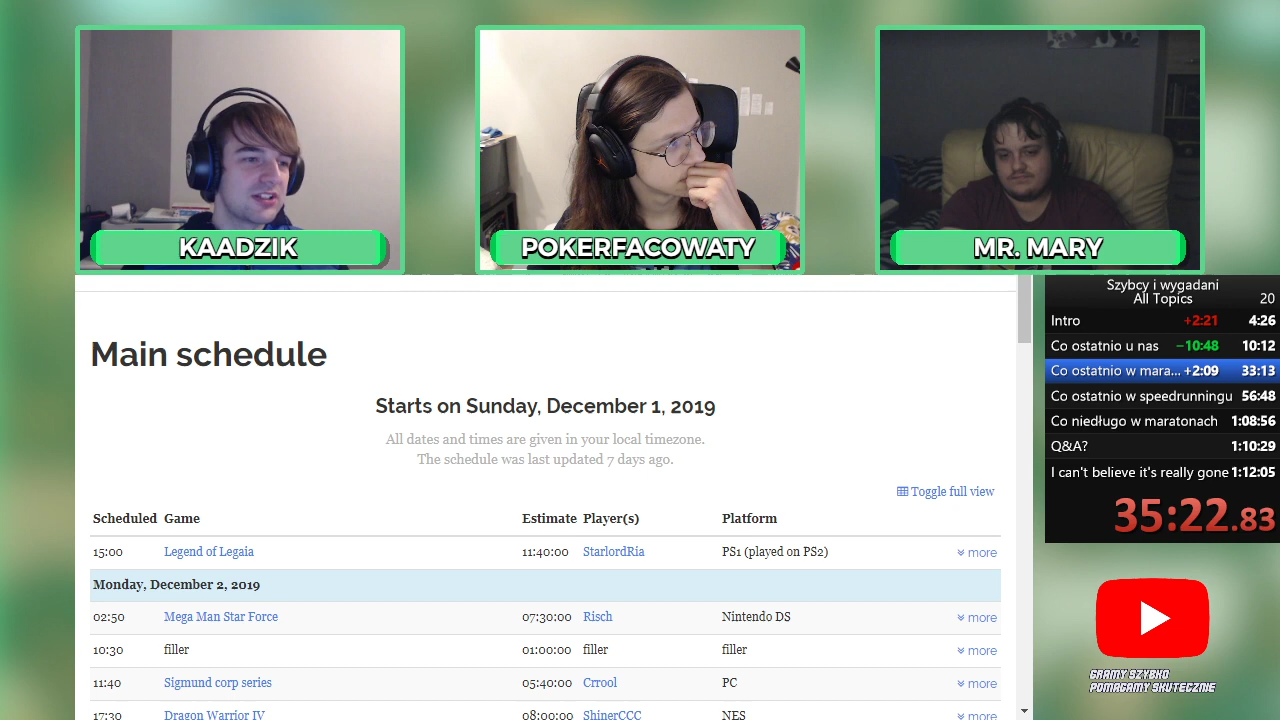 KAADZIK
POKERFACOWATY
MR. MARY
Main schedule
Starts on Sunday, December 1, 2019
All dates and times are given in your local timezone.
The schedule was last updated 7 days ago.
Toggle full view
Scheduled Game Estimate Player(s) Platform
15:00 Legend of Legaia 11:40:00 StarlordRia PS1 (played on PS2) more
Monday, December 2, 2019
02:50 Mega Man Star Force 07:30:00 Risch Nintendo DS more
10:30 filler 01:00:00 filler filler more
11:40 Sigmund corp series 05:40:00 Crrool PC more
17:30 Dragon Warrior IV 08:00:00 ShinerCCC NES more
Szybcy i wygadani
All Topics 20
Intro +2:21 4:26
Co ostatnio u nas −10:48 10:12
Co ostatnio w mara... +2:09 33:13
Co ostatnio w speedrunningu 56:48
Co niedługo w maratonach 1:08:56
Q&A? 1:10:29
I can't believe it's really gone 1:12:05
35:22.83
GRAMY SZYBKO
POMAGAMY SKUTECZNIE